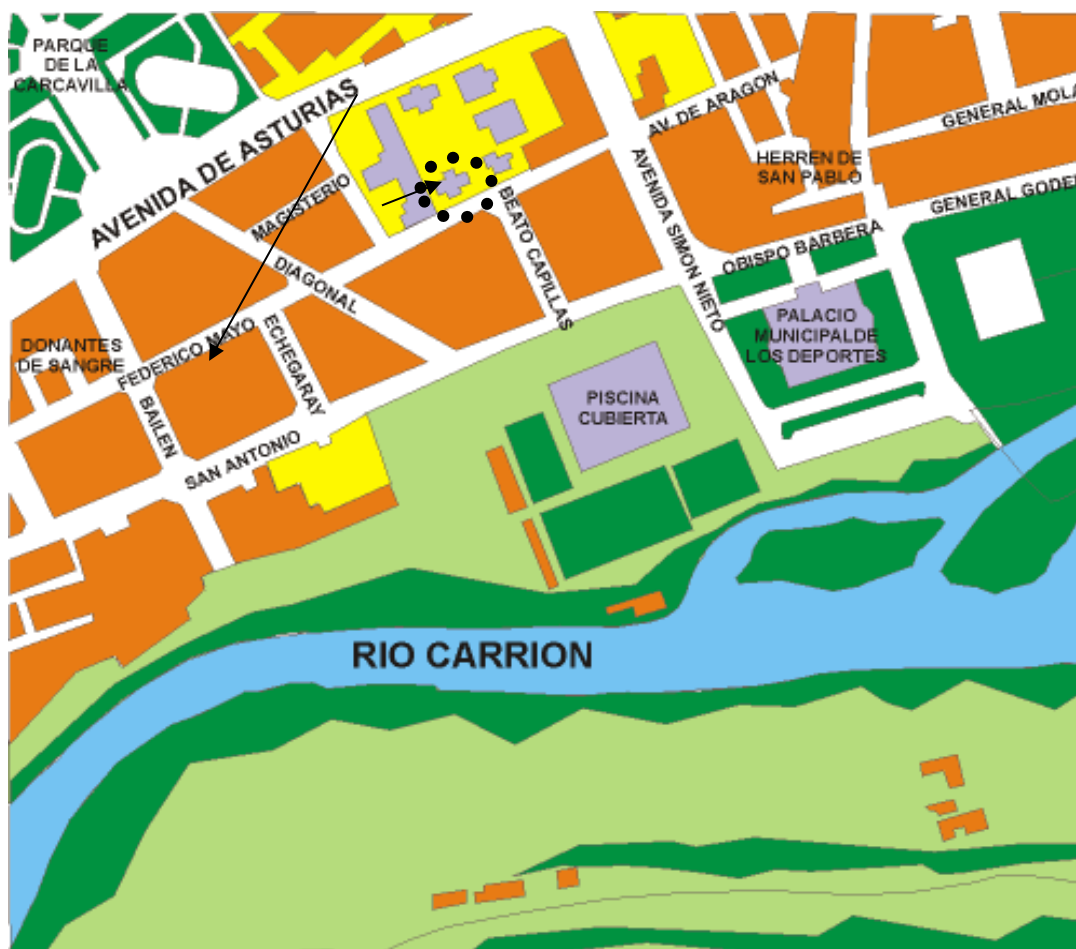 PARQUE
DE LA
CARCAVILLA
AVENIDA DE ASTURIAS
MAGISTERIO
DIAGONAL
BEATO CAPILLAS
AVENIDA SIMON NIETO
AV. DE ARAGON
GENERAL MOLA
HERREN DE
SAN PABLO
GENERAL GODE
OBISPO BARBERA
DONANTES
DE SANGRE
FEDERICO MAYO
ECHEGARAY
BAILEN
SAN ANTONIO
PALACIO
MUNICIPALDE
LOS DEPORTES
PISCINA
CUBIERTA
RIO CARRION